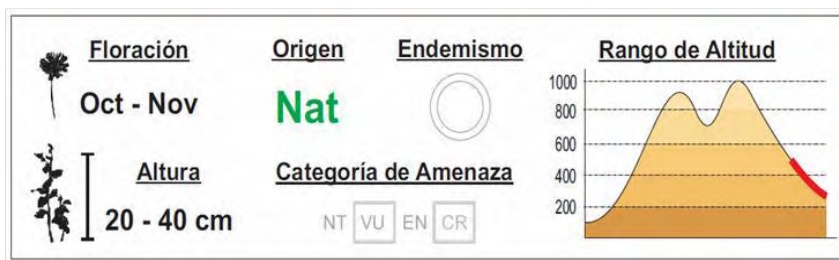 Floración
Origen
Endemismo
Rango de Altitud
Oct - Nov
Nat
Altura
20 - 40 cm
Categoría de Amenaza
NT VU EN CR
1000
800
600
400
200